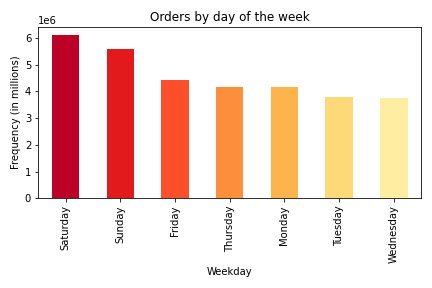 Orders by day of the week
1e6
Frequency (in millions)
6
5
4
3
2
1
0
Saturday
Sunday
Friday
Thursday
Monday
Tuesday
Wednesday
Weekday